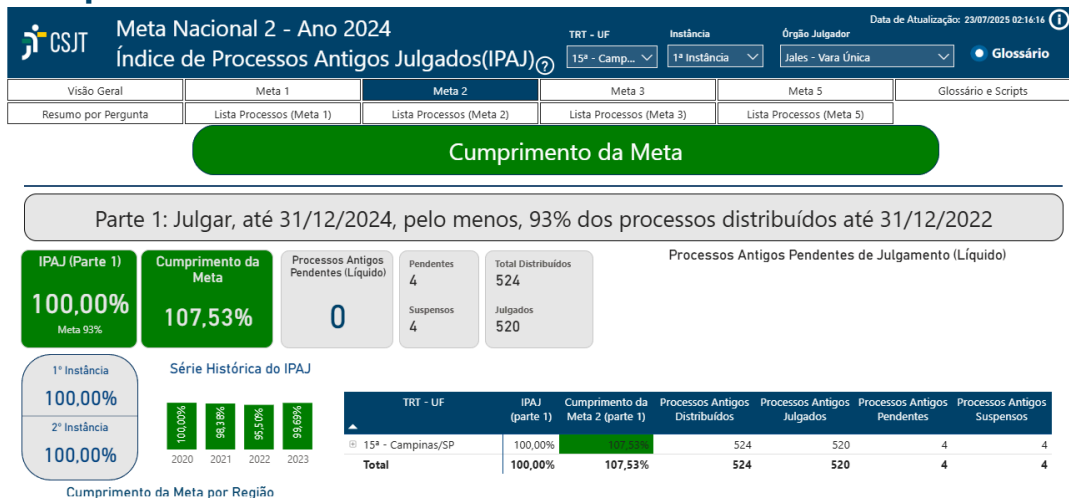 CSJT
Meta Nacional 2 - Ano 2024
Índice de Processos Antigos Julgados(IPAJ)
TRT - UF
15ª - Camp...
Instância
1ª Instância
Órgão Julgador
Jales - Vara Única
Data de Atualização: 23/07/2025 02:16:16
Glossário
Visão Geral
Meta 1
Meta 2
Meta 3
Meta 5
Glossário e Scripts
Resumo por Pergunta
Lista Processos (Meta 1)
Lista Processos (Meta 2)
Lista Processos (Meta 3)
Lista Processos (Meta 5)
Cumprimento da Meta
Parte 1: Julgar, até 31/12/2024, pelo menos, 93% dos processos distribuídos até 31/12/2022
IPAJ (Parte 1)
100,00%
Meta 93%
Cumprimento da
Meta
107,53%
Processos Antigos
Pendentes (Líquido)
0
Pendentes
4
Suspensos
4
Total Distribuídos
524
Julgados
520
Processos Antigos Pendentes de Julgamento (Líquido)
1ª Instância
100,00%
2ª Instância
100,00%
Série Histórica do IPAJ
100,00% 98,38% 95,50% 99,69%
2020 2021 2022 2023
TRT - UF IPAJ (parte 1) Cumprimento da Meta 2 (parte 1) Processos Antigos Distribuídos Processos Antigos Julgados Processos Antigos Pendentes Processos Antigos Suspensos
15ª - Campinas/SP 100,00% 107,53% 524 520 4 4
Total 100,00% 107,53% 524 520 4 4
Cumprimento da Meta por Região